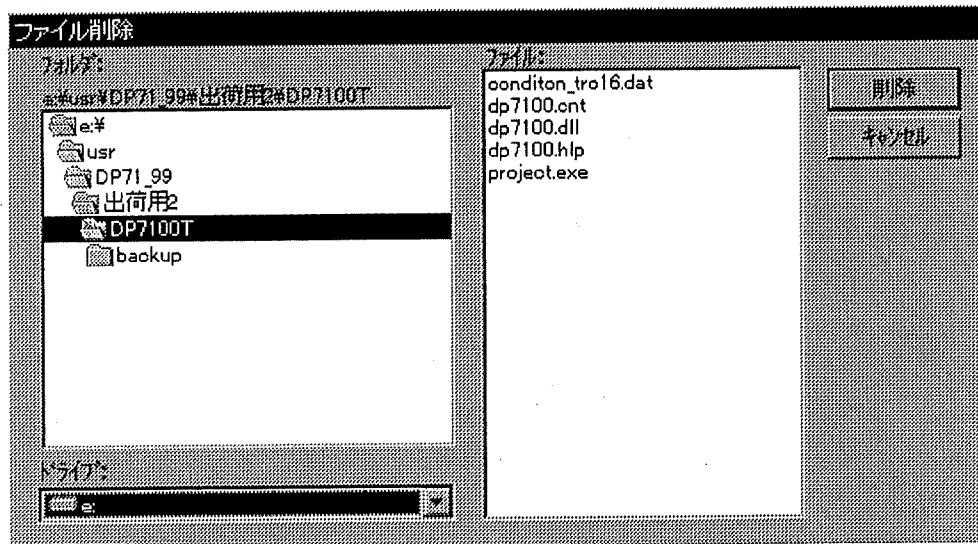 ファイル削除
フォルダ:
e:¥usr¥DP71_99¥出荷用2¥DP7100T
e:¥
usr
DP71_99
出荷用2
DP7100T
backup
ドライブ:
e:
ファイル:
conditon_tro16.dat
dp7100.cnt
dp7100.dll
dp7100.hlp
project.exe
削除
キャンセル